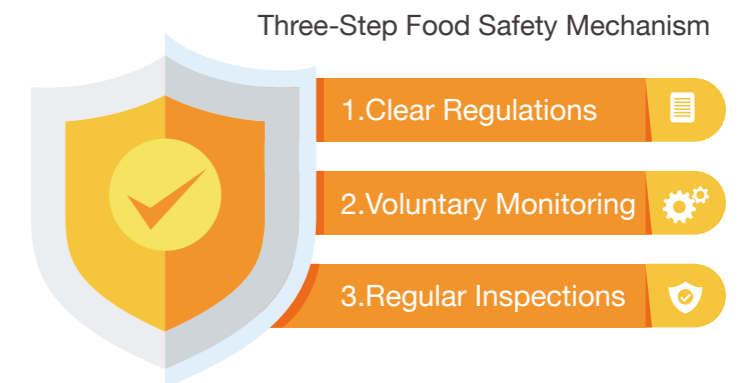 Three-Step Food Safety Mechanism
1.Clear Regulations
2.Voluntary Monitoring
3.Regular Inspections